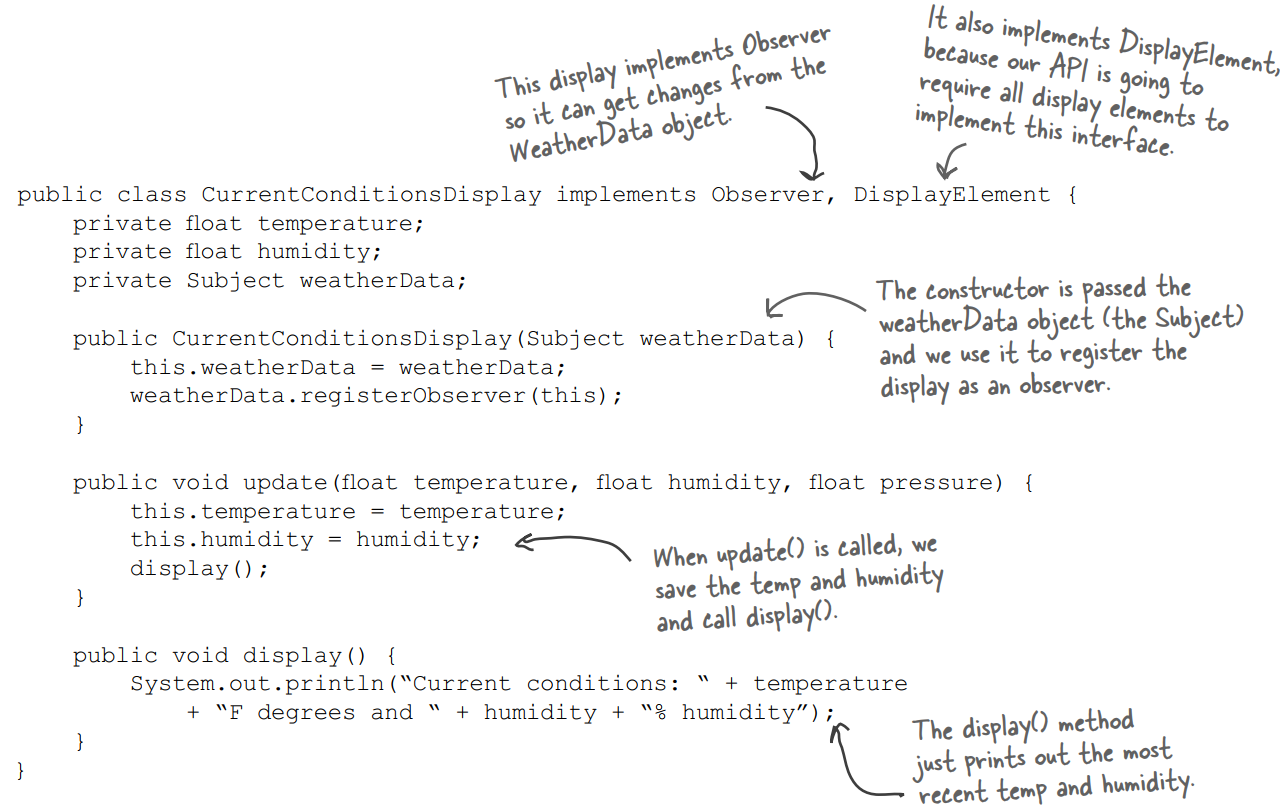 This display implements Observer
so it can get changes from the
WeatherData object.
It also implements DisplayElement,
because our API is going to
require all display elements to
implement this interface.
public class CurrentConditionsDisplay implements Observer, DisplayElement {
private float temperature;
private float humidity;
private Subject weatherData;
The constructor is passed the
weatherData object (the Subject)
and we use it to register the
display as an observer.
public CurrentConditionsDisplay(Subject weatherData) {
this.weatherData = weatherData;
weatherData.registerObserver(this);
}
public void update(float temperature, float humidity, float pressure) {
this.temperature = temperature;
this.humidity = humidity;
display();
}
When update() is called, we
save the temp and humidity
and call display().
public void display() {
System.out.println(“Current conditions: “ + temperature
+ “F degrees and “ + humidity + “% humidity”);
}
}
The display() method
just prints out the most
recent temp and humidity.